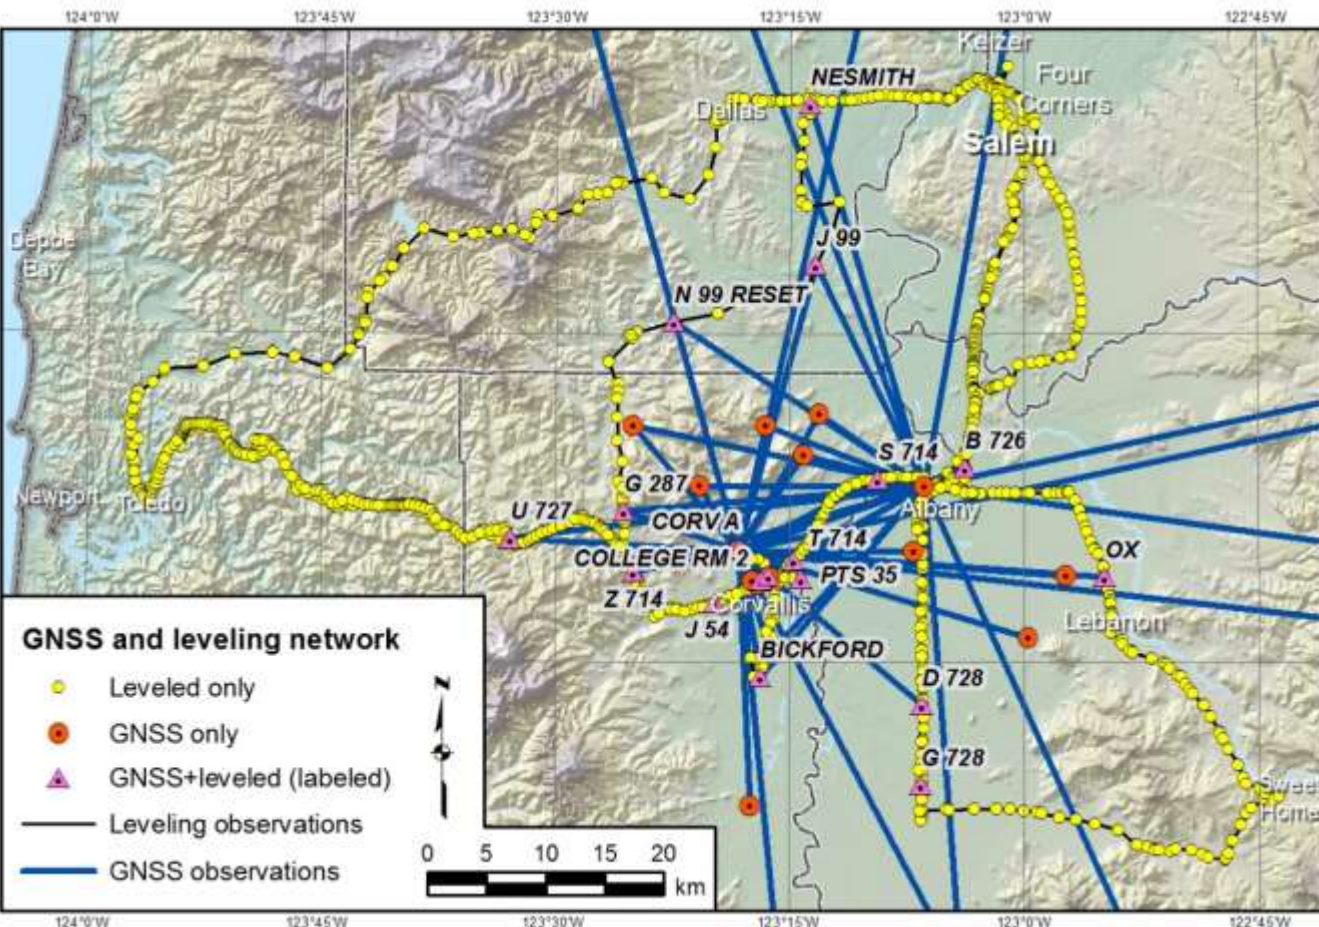 124°0'W 123°45'W 123°30'W 123°15'W 123°0'W 122°45'W
Keizer
NESMITH
Four
Corners
Dallas
Salem
Depoe
Bay
J 99
N 99 RESET
S 714
B 726
Newport
Toledo
G 287
U 727
CORV A
Albany
COLLEGE RM 2
T 714
OX
PTS 35
Z 714
Corvallis
J 54
Lebanon
BICKFORD
D 728
G 728
Sweet
Home
GNSS and leveling network
Leveled only
GNSS only
GNSS+leveled (labeled)
Leveling observations
GNSS observations
N
0 5 10 15 20
km
124°0'W 123°45'W 123°30'W 123°15'W 123°0'W 122°45'W